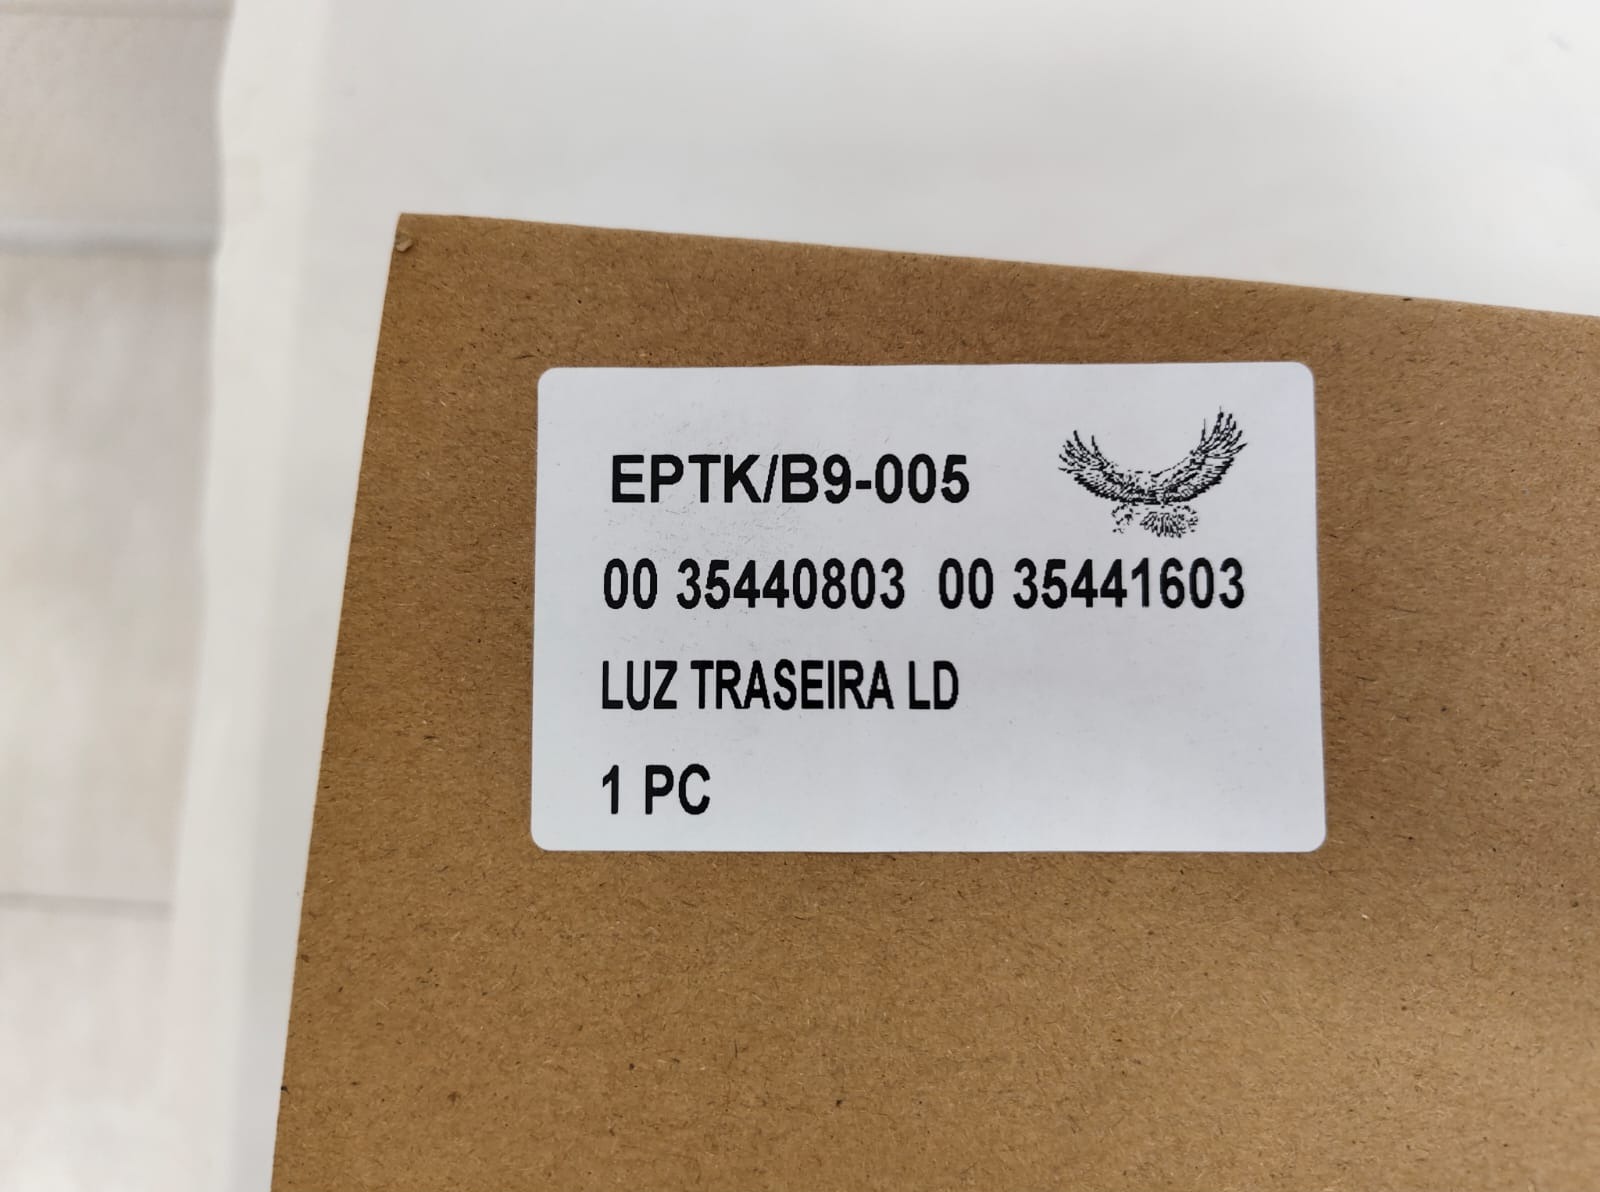 EPTK/B9-005
00 35440803 00 35441603
LUZ TRASEIRA LD
1 PC